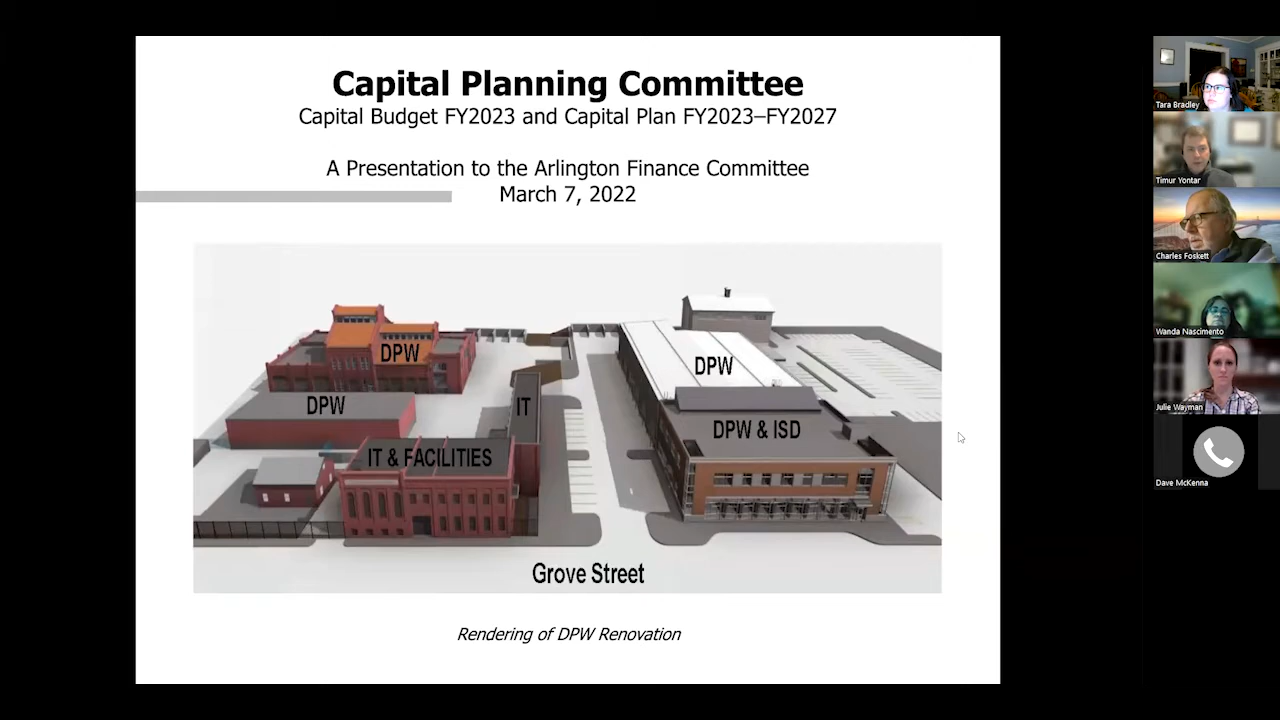 Capital Planning Committee
Capital Budget FY2023 and Capital Plan FY2023–FY2027
A Presentation to the Arlington Finance Committee
March 7, 2022
DPW
DPW
IT
IT & FACILITIES
DPW
DPW & ISD
Grove Street
Rendering of DPW Renovation
Tara Bradley
Timur Yontar
Charles Foskett
Wanda Nascimento
Julie Wayman
Dave McKenna